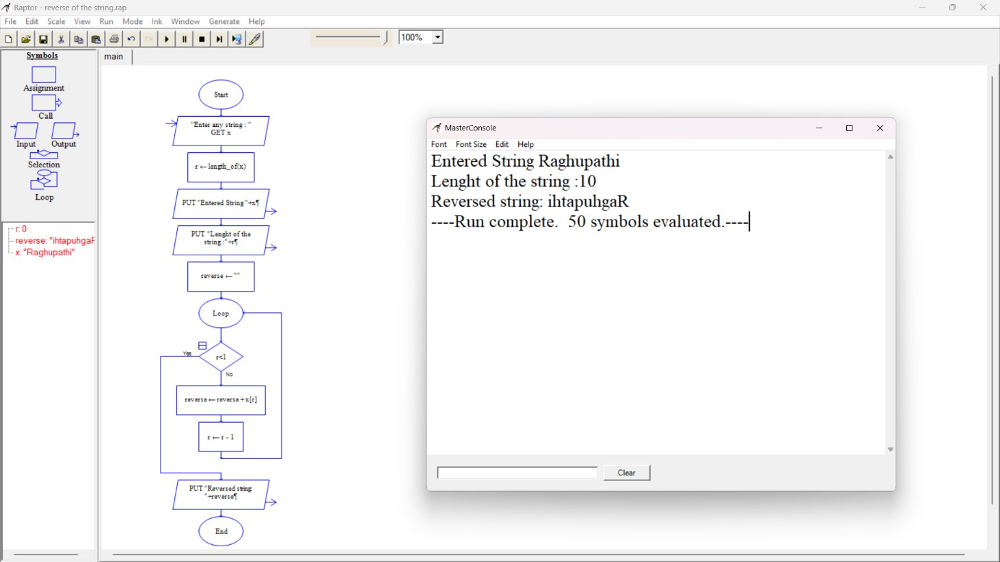 Raptor - reverse of the string.rap
File Edit Scale View Run Mode Ink Window Generate Help
100%
Symbols
Assignment
Call
Input Output
Selection
Loop
r: 0
reverse: "ihtapuhgaR
x: "Raghupathi"
main
Start
"Enter any string : "
GET x
r ← length_of(x)
PUT "Entered String "+x¶
PUT "Lenght of the
string :"+r¶
reverse ← ""
Loop
Yes
r<1
No
reverse ← reverse + x[r]
r ← r - 1
PUT "Reversed string:
"+reverse¶
End
MasterConsole
Font Font Size Edit Help
Entered String Raghupathi
Lenght of the string :10
Reversed string: ihtapuhgaR
----Run complete. 50 symbols evaluated.----
Clear